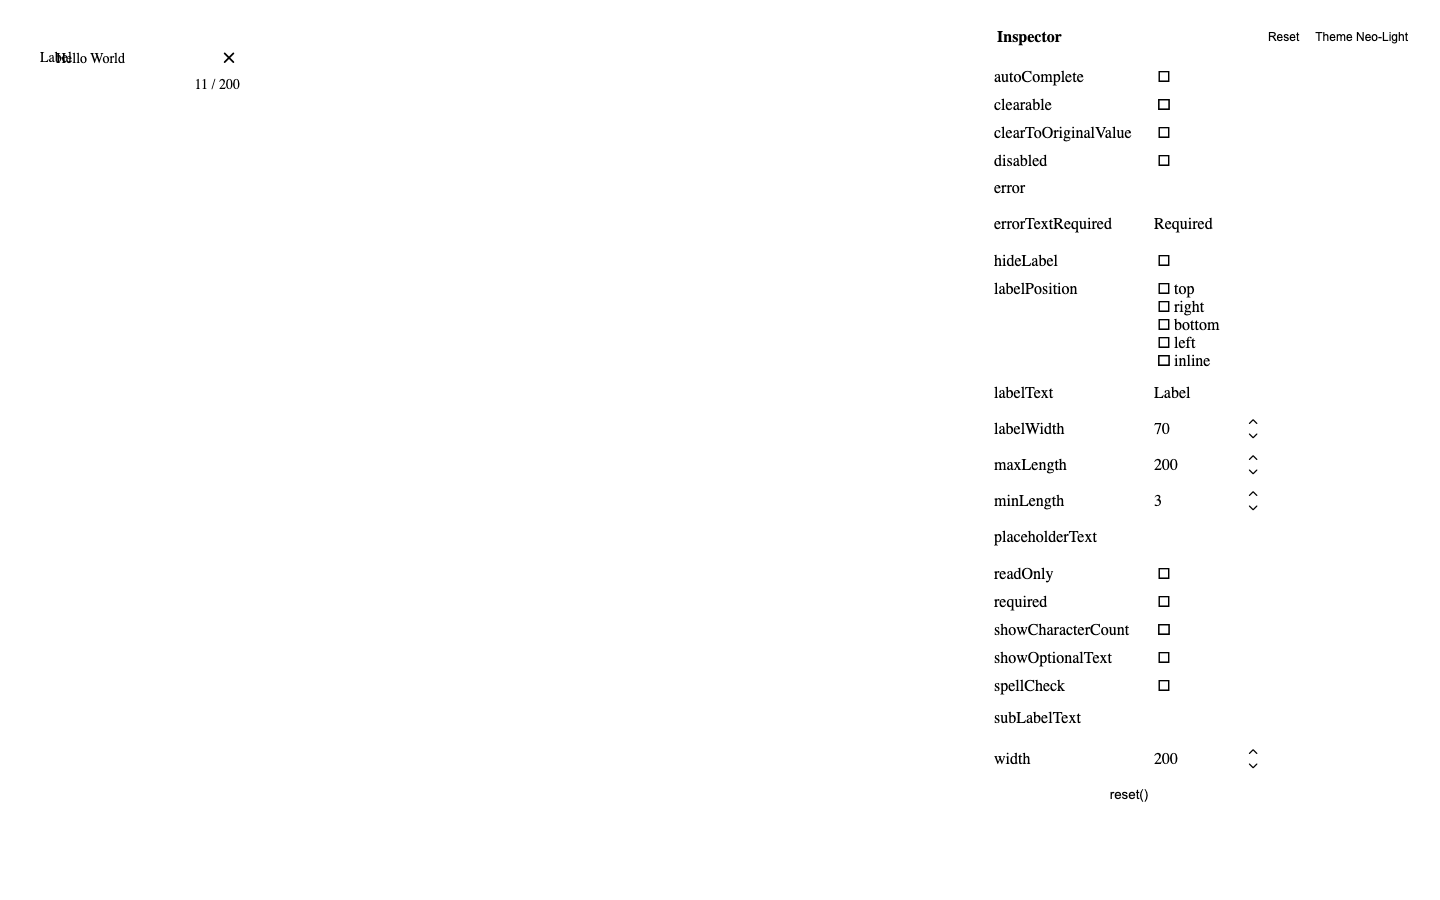 Label
Hello World
11 / 200
Inspector
Reset
Theme Neo-Light
autoComplete
clearable
clearToOriginalValue
disabled
error
errorTextRequired
Required
hideLabel
labelPosition
top
right
bottom
left
inline
labelText
Label
labelWidth
70
maxLength
200
minLength
3
placeholderText
readOnly
required
showCharacterCount
showOptionalText
spellCheck
subLabelText
width
200
reset()